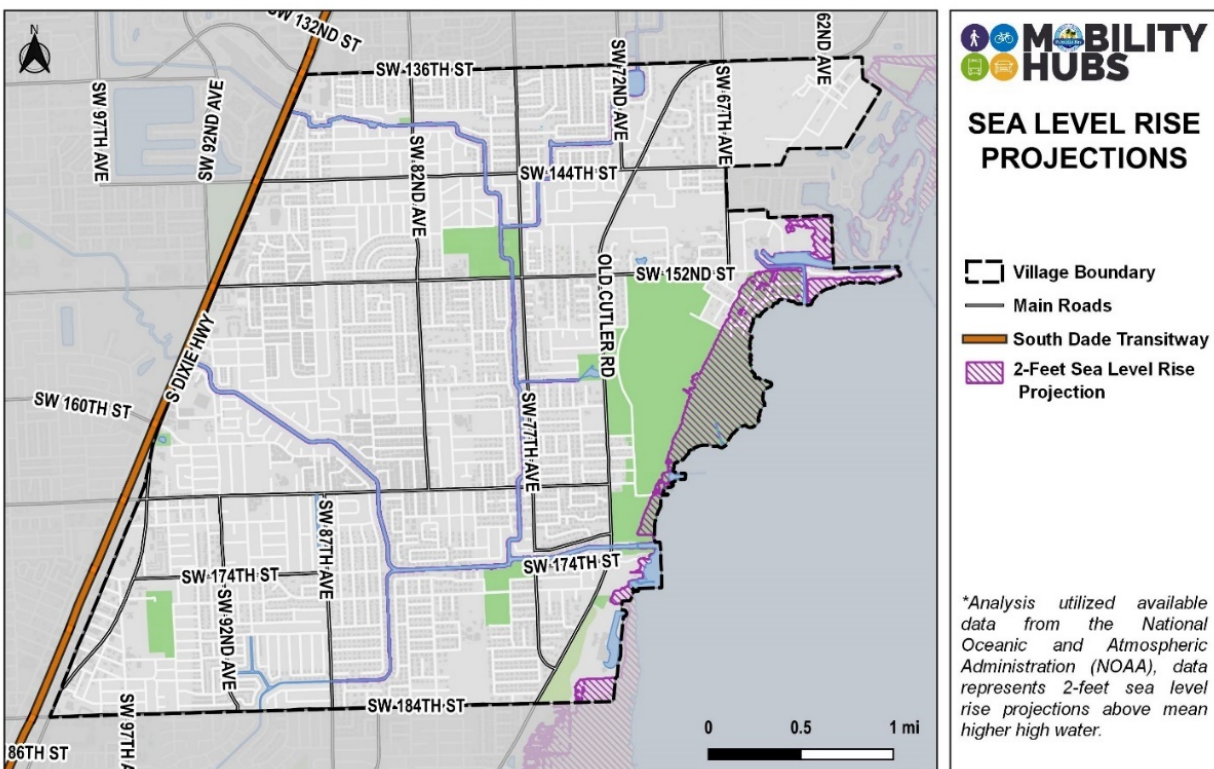 SW 132ND ST
N
SW 136TH ST
SW 97TH AVE
SW 92ND AVE
SW 82ND AVE
SW 72ND AVE
SW 67TH AVE
62ND AVE
SW 144TH ST
OLD CUTLER RD
SW 152ND ST
S DIXIE HWY
SW 160TH ST
SW 77TH AVE
SW 87TH AVE
SW 174TH ST
SW 174TH ST
SW 92ND AVE
SW 184TH ST
SW 97TH A
86TH ST
0 0.5 1 mi
MOBILITY
HUBS
SEA LEVEL RISE
PROJECTIONS
Village Boundary
Main Roads
South Dade Transitway
2-Feet Sea Level Rise
Projection
*Analysis utilized available
data from the National
Oceanic and Atmospheric
Administration (NOAA), data
represents 2-feet sea level
rise projections above mean
higher high water.